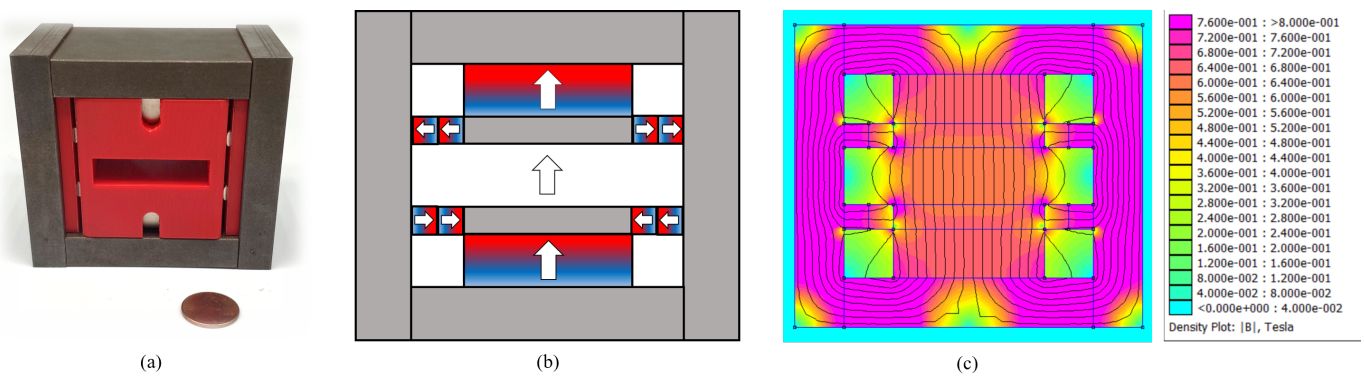 7.600e-001 : >8.000e-001
7.200e-001 : 7.600e-001
6.800e-001 : 7.200e-001
6.400e-001 : 6.800e-001
6.000e-001 : 6.400e-001
5.600e-001 : 6.000e-001
5.200e-001 : 5.600e-001
4.800e-001 : 5.200e-001
4.400e-001 : 4.800e-001
4.000e-001 : 4.400e-001
3.600e-001 : 4.000e-001
3.200e-001 : 3.600e-001
2.800e-001 : 3.200e-001
2.400e-001 : 2.800e-001
2.000e-001 : 2.400e-001
1.600e-001 : 2.000e-001
1.200e-001 : 1.600e-001
8.000e-002 : 1.200e-001
4.000e-002 : 8.000e-002
<0.000e+000 : 4.000e-002
Density Plot: |B|, Tesla
(a)
(b)
(c)